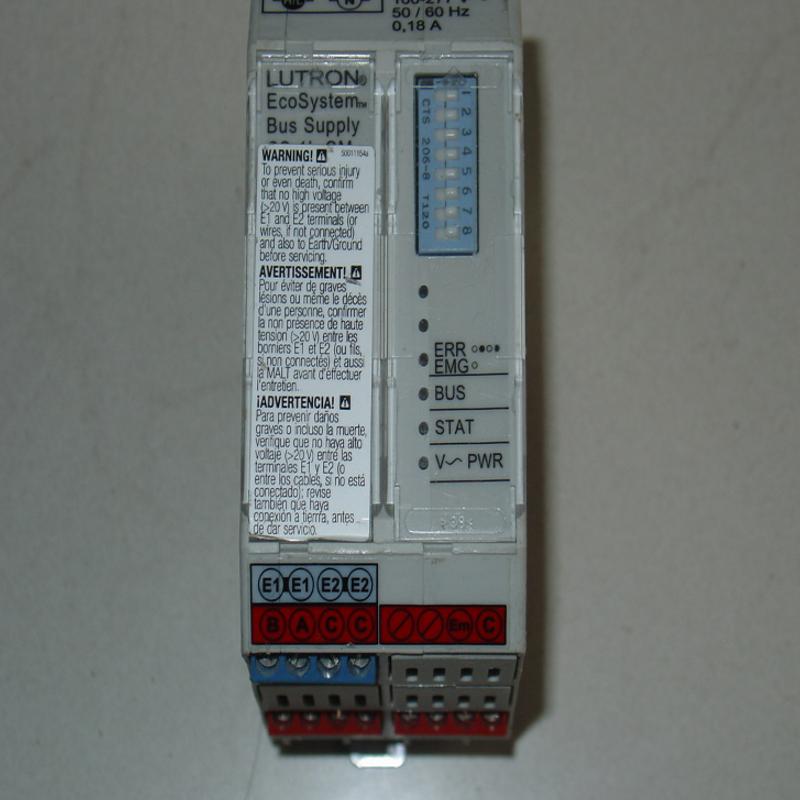 N
50 / 60 Hz
0,18 A
LUTRON®
EcoSystem™
Bus Supply
WARNING!
To prevent serious injury
or even death, confirm
that no high voltage
(>20 V) is present between
E1 and E2 terminals (or
wires, if not connected)
and also to Earth/Ground
before servicing.
AVERTISSEMENT!
Pour éviter de graves
lésions ou même le décès
d'une personne, confirmer
la non présence de haute
tension (>20 V) entre les
borniers E1 et E2 (ou fils,
si non connectés) et aussi
la MALT avant d'effectuer
l'entretien.
¡ADVERTENCIA!
Para prevenir daños
graves o incluso la muerte,
verifique que no haya alto
voltaje (>20 V) entre las
terminales E1 y E2 (o
entre los cables, si no está
conectado); revise
también que haya
conexión a tierra, antes
de dar servicio.
1 2 3 4 5 6 7 8
CTS 206-8 T120
ERR
EMG
BUS
STAT
V~ PWR
E1 E1 E2 E2
B A C C Em C